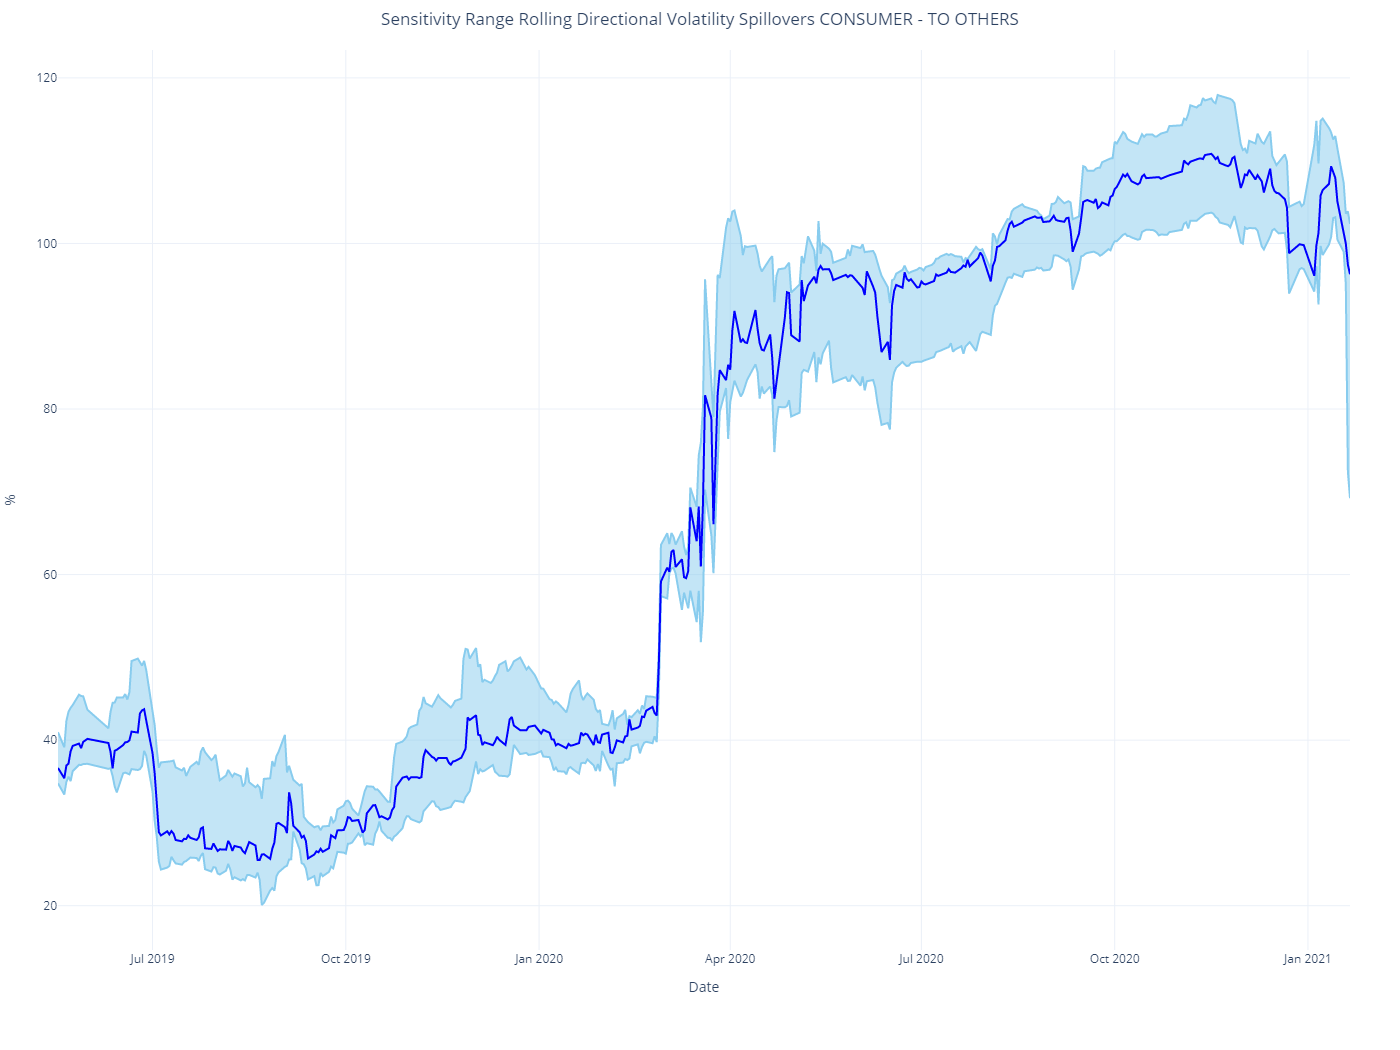 Sensitivity Range Rolling Directional Volatility Spillovers CONSUMER - TO OTHERS
120
100
80
60
40
20
%
Jul 2019
Oct 2019
Jan 2020
Apr 2020
Jul 2020
Oct 2020
Jan 2021
Date